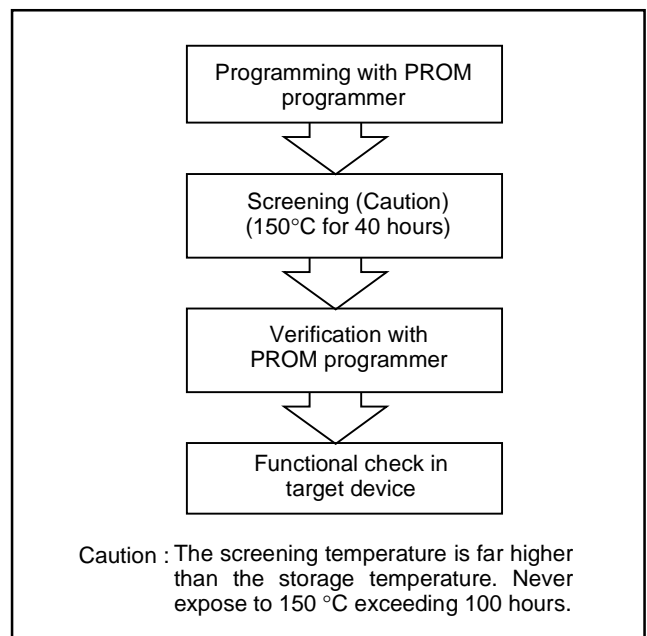 Programming with PROM
programmer
Screening (Caution)
(150°C for 40 hours)
Verification with
PROM programmer
Functional check in
target device
Caution : The screening temperature is far higher
than the storage temperature. Never
expose to 150 °C exceeding 100 hours.